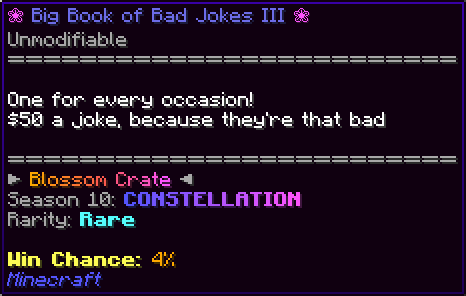 ❀ Big Book of Bad Jokes III ❀
Unmodifiable
================================
One for every occasion!
$50 a joke, because they're that bad
================================
► Blossom Crate ◄
Season 10: CONSTELLATION
Rarity: Rare
Win Chance: 4%
Minecraft